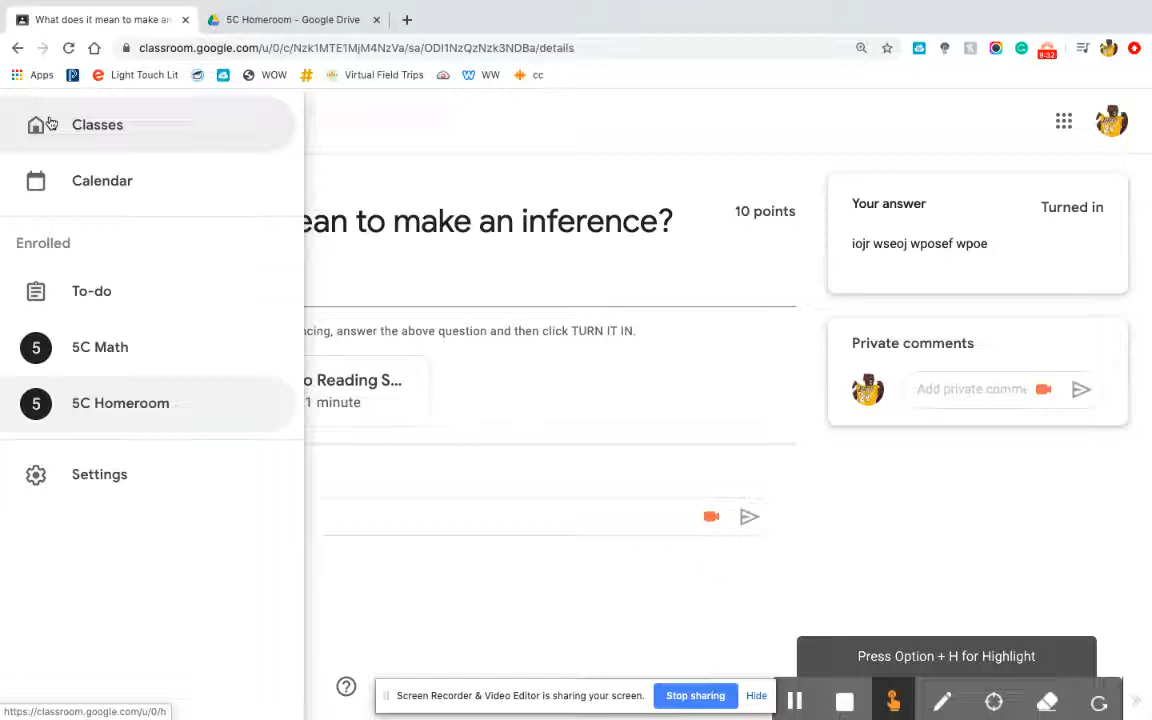 What does it mean to make an
5C Homeroom - Google Drive
classroom.google.com/u/0/c/Nzk1MTE1MjM4NzVa/sa/ODI1NzQzNzk3NDBa/details
9:32
Apps
Light Touch Lit
WOW
Virtual Field Trips
WW
cc
Classes
Calendar
Enrolled
To-do
5 5C Math
5 5C Homeroom
Settings
ean to make an inference?
10 points
cing, answer the above question and then click TURN IT IN.
o Reading S...
1 minute
Your answer
Turned in
iojr wseoj wposef wpoe
Private comments
Add private comme
Press Option + H for Highlight
Screen Recorder & Video Editor is sharing your screen.
Stop sharing
Hide
https://classroom.google.com/u/0/h